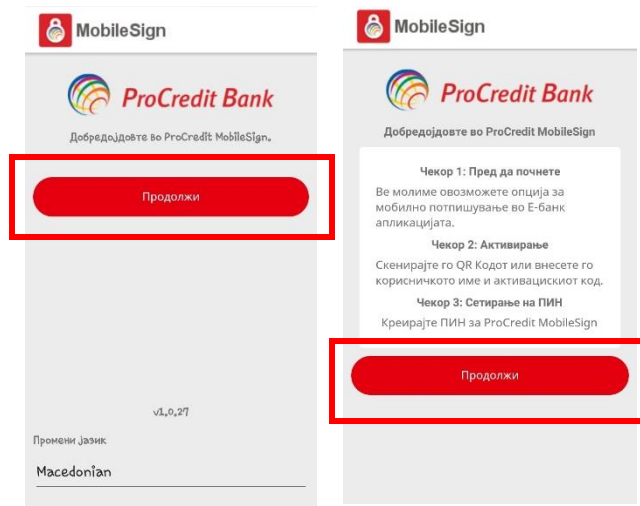 MobileSign
ProCredit Bank
Добредојдовте во ProCredit MobileSign.
Продолжи
v1.0.27
Промени јазик
Macedonian
MobileSign
ProCredit Bank
Добредојдовте во ProCredit MobileSign
Чекор 1: Пред да почнете
Ве молиме овозможете опција за
мобилно потпишување во Е-банк
апликацијата.
Чекор 2: Активирање
Скенирајте го QR Кодот или внесете го
корисничкото име и активацискиот код.
Чекор 3: Сетирање на ПИН
Креирајте ПИН за ProCredit MobileSign
Продолжи